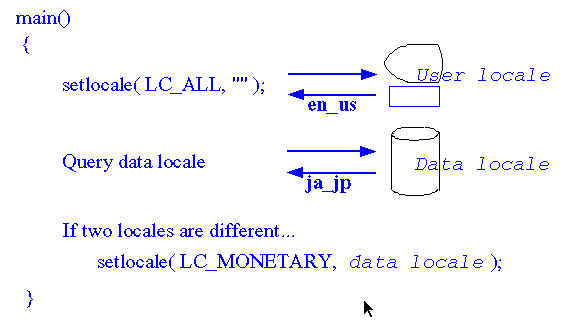 main()
{
setlocale( LC_ALL, "" );
User locale
en_us
Query data locale
Data locale
ja_jp
If two locales are different...
setlocale( LC_MONETARY, data locale );
}